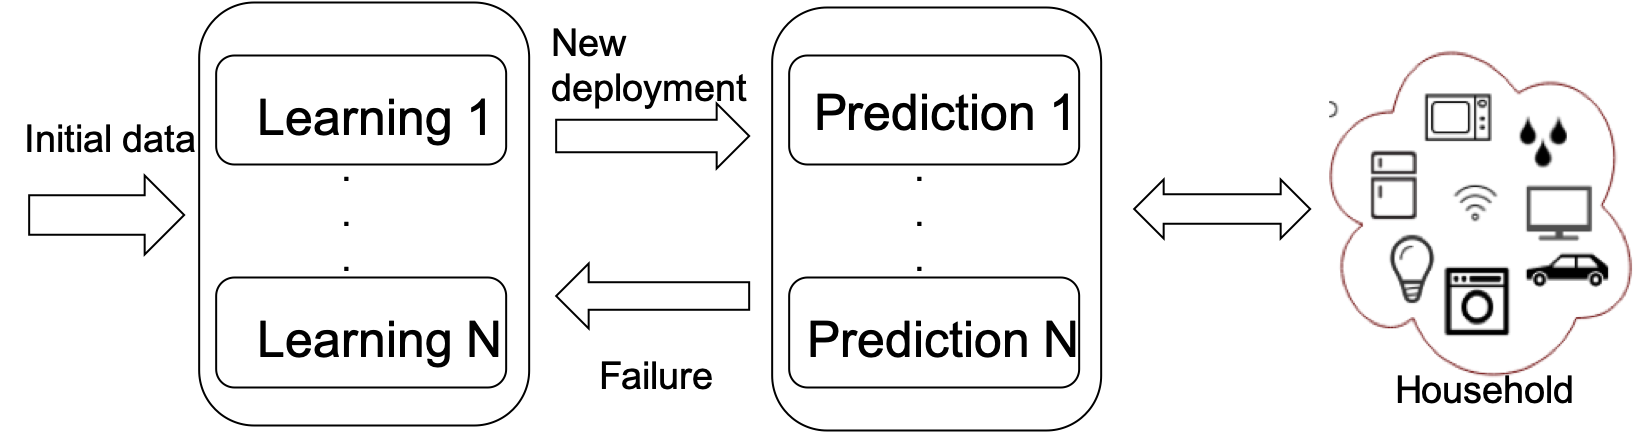 Initial data
Learning 1
.
.
.
Learning N
New
deployment
Failure
Prediction 1
.
.
.
Prediction N
Household